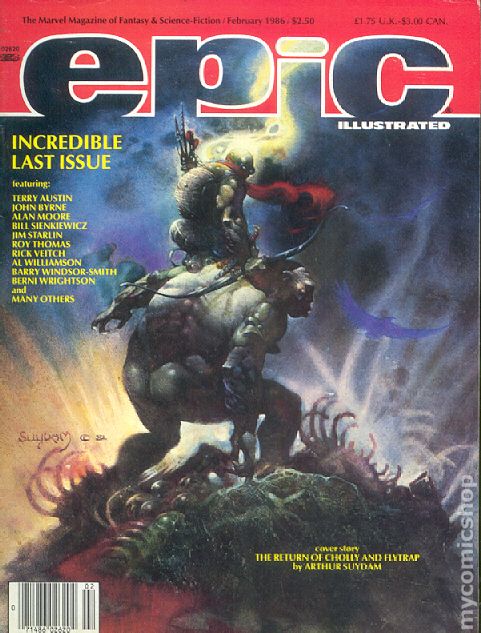 The Marvel Magazine of Fantasy & Science-Fiction / February 1986 / $2.50 £1.75 U.K.-$3.00 CAN.
02620
epic
ILLUSTRATED
INCREDIBLE
LAST ISSUE
featuring:
TERRY AUSTIN
JOHN BYRNE
ALAN MOORE
BILL SIENKIEWICZ
JIM STARLIN
ROY THOMAS
RICK VEITCH
AL WILLIAMSON
BARRY WINDSOR-SMITH
BERNI WRIGHTSON
and
MANY OTHERS
SUYDAM
cover story
THE RETURN OF CHOLLY AND FLYTRAP
by ARTHUR SUYDAM
02
0
mycomicshop